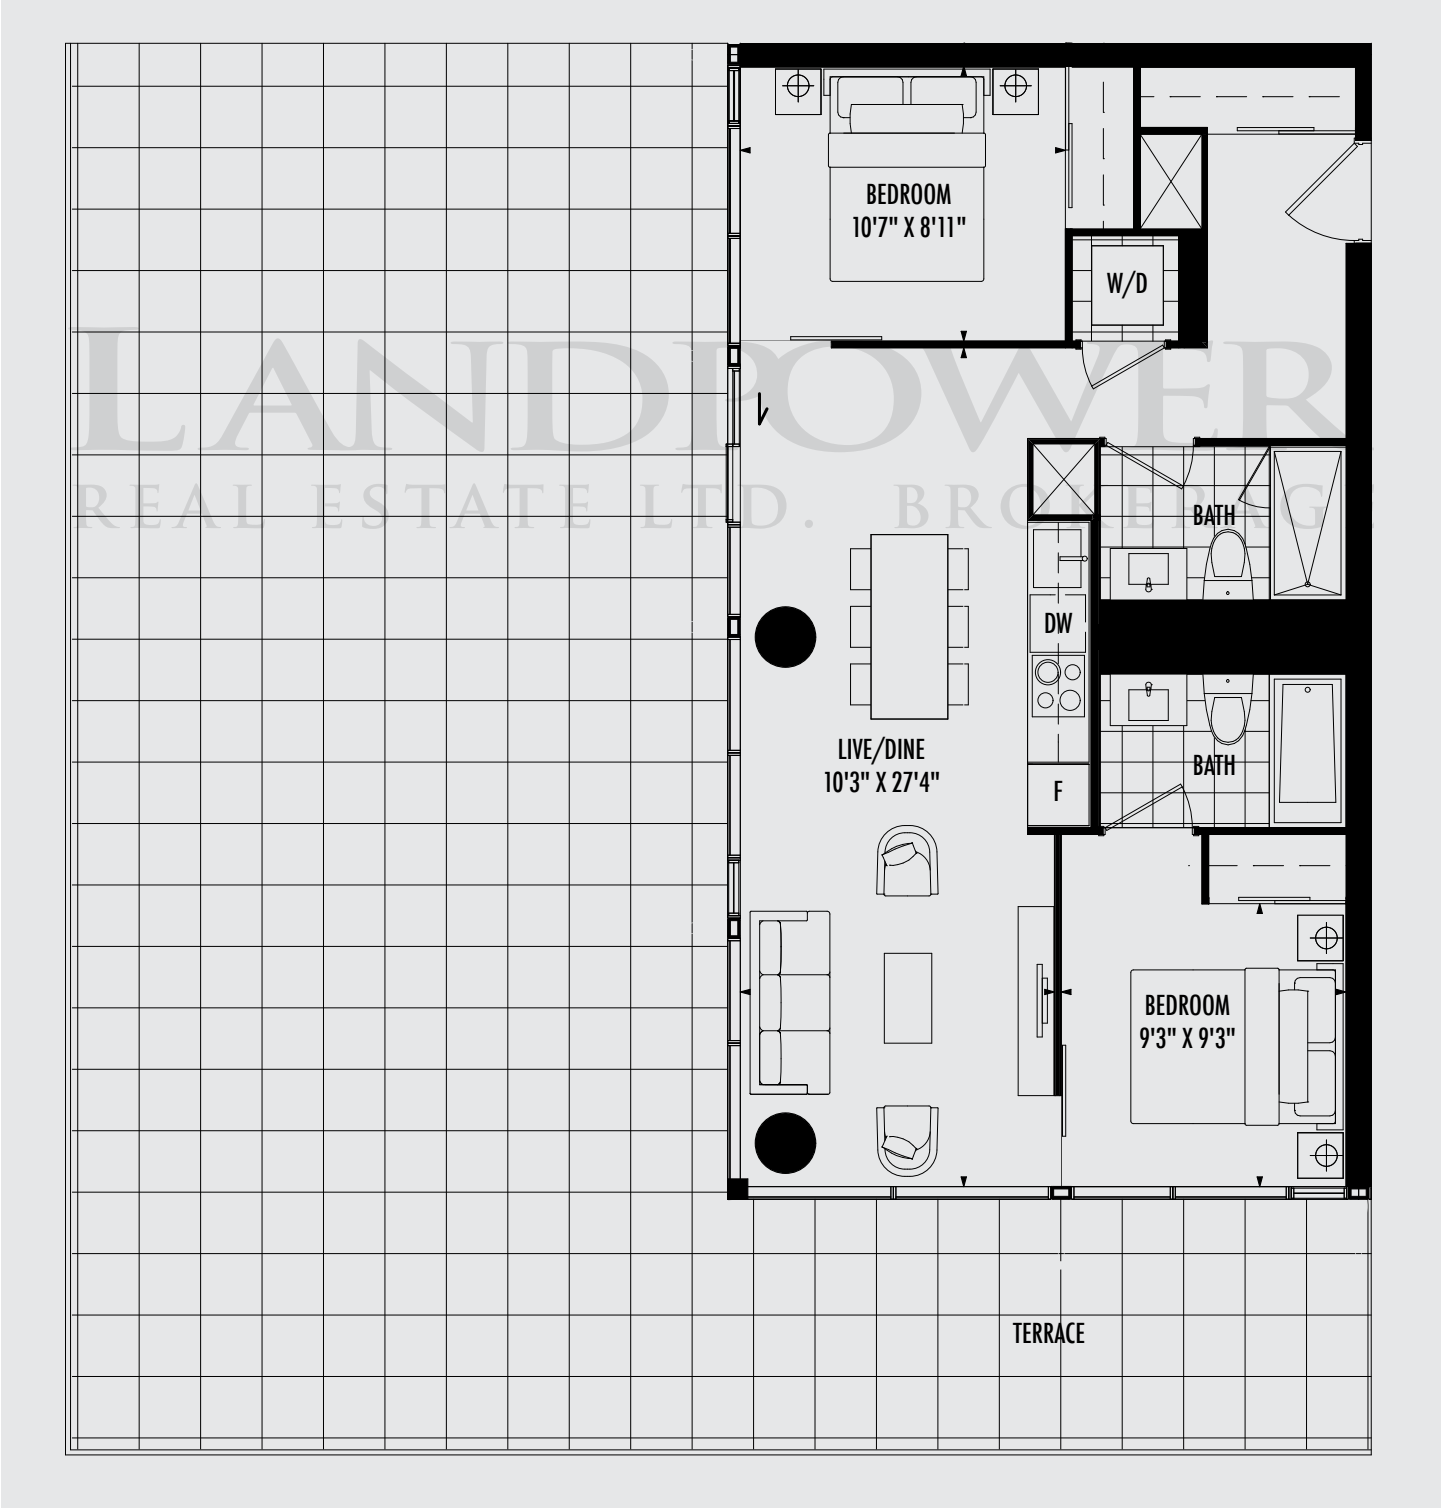 BEDROOM
10'7" X 8'11"
W/D
LANDPOWER
REAL ESTATE LTD. BROKERAGE
BATH
DW
LIVE/DINE
10'3" X 27'4"
BATH
F
BEDROOM
9'3" X 9'3"
TERRACE